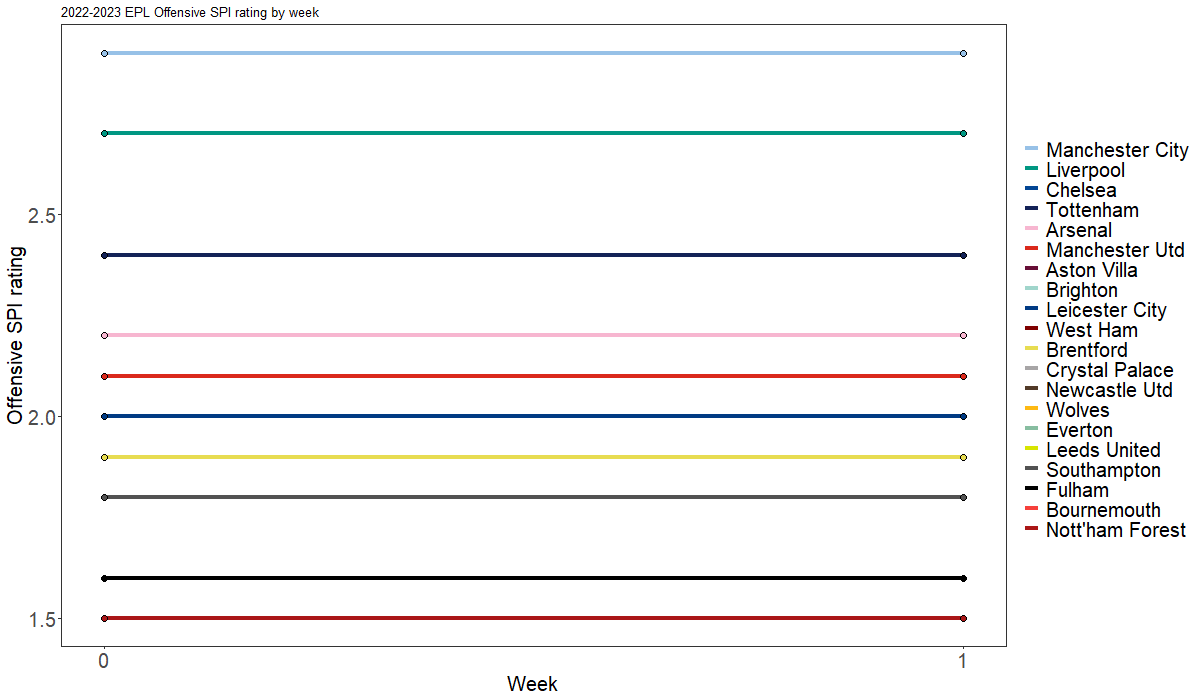 2022-2023 EPL Offensive SPI rating by week
Offensive SPI rating
2.5
2.0
1.5
0
1
Week
Manchester City
Liverpool
Chelsea
Tottenham
Arsenal
Manchester Utd
Aston Villa
Brighton
Leicester City
West Ham
Brentford
Crystal Palace
Newcastle Utd
Wolves
Everton
Leeds United
Southampton
Fulham
Bournemouth
Nott'ham Forest